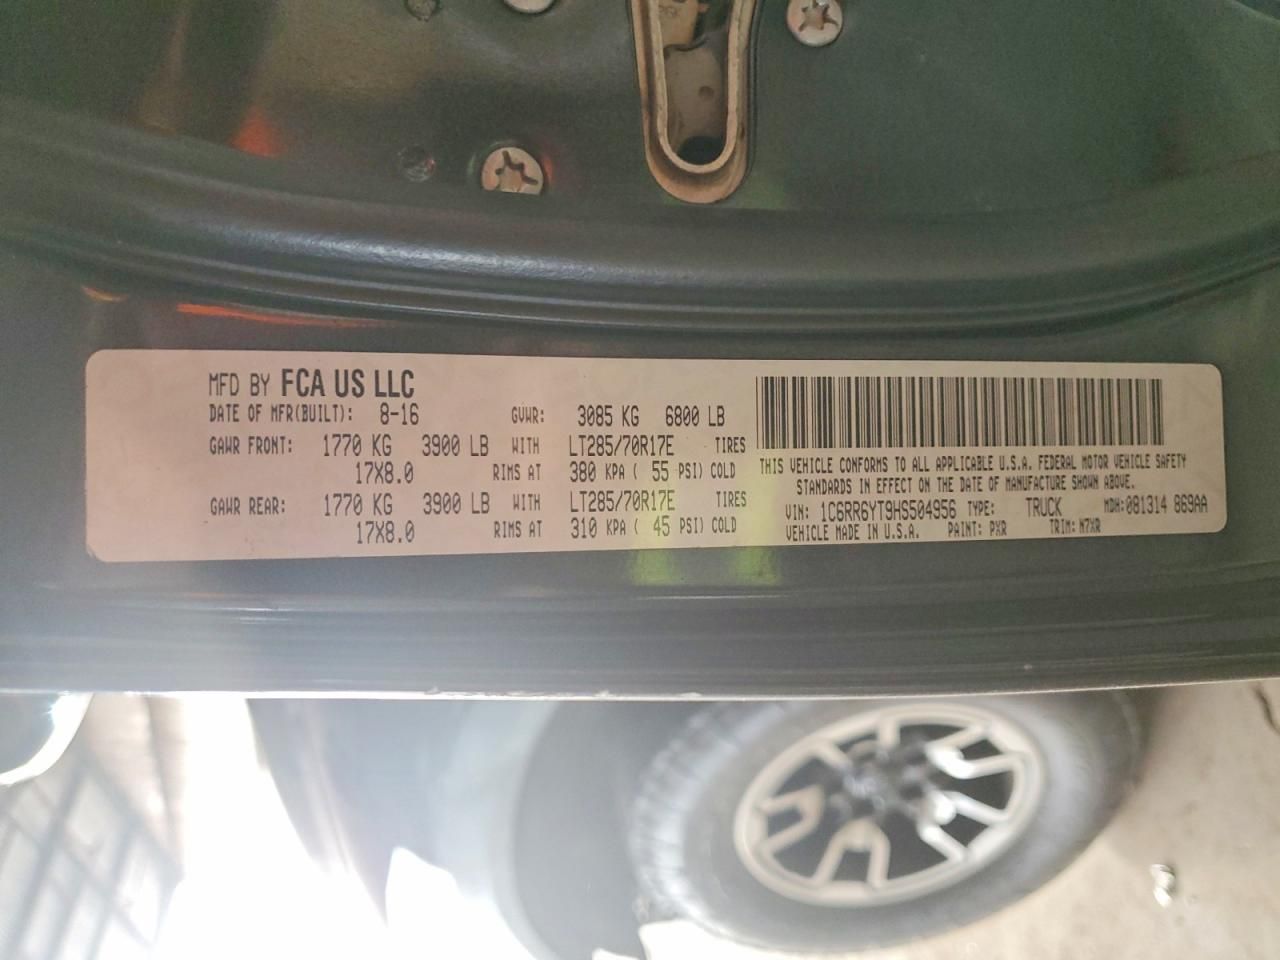 MFD BY FCA US LLC
DATE OF MFR(BUILT): 8-16 GVWR: 3085 KG 6800 LB
GAWR FRONT: 1770 KG 3900 LB WITH LT285/70R17E TIRES
17X8.0 RIMS AT 380 KPA ( 55 PSI) COLD
GAWR REAR: 1770 KG 3900 LB WITH LT285/70R17E TIRES
17X8.0 RIMS AT 310 KPA ( 45 PSI) COLD
THIS VEHICLE CONFORMS TO ALL APPLICABLE U.S.A. FEDERAL MOTOR VEHICLE SAFETY
STANDARDS IN EFFECT ON THE DATE OF MANUFACTURE SHOWN ABOVE.
VIN: 1C6RR6YT9HS504956 TYPE: TRUCK MDH:081314 869AA
VEHICLE MADE IN U.S.A. PAINT: PXR TRIM: N7XR